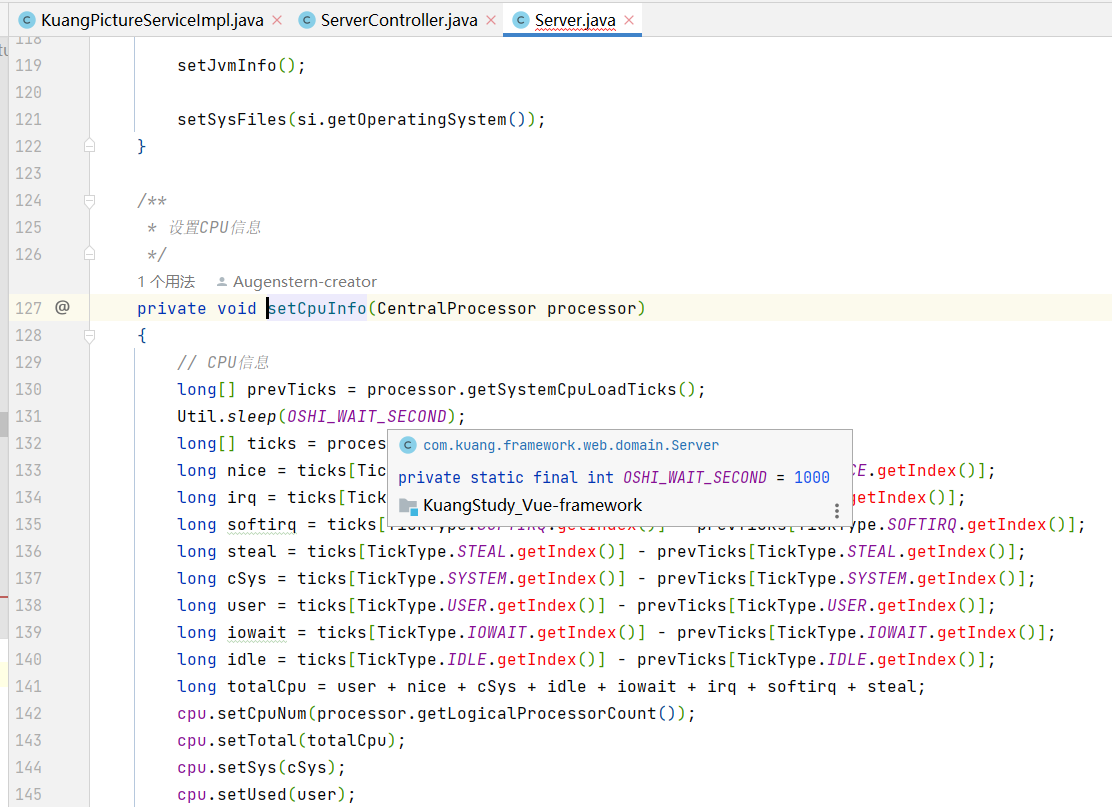 KuangPictureServiceImpl.java ServerController.java Server.java
118
119 setJvmInfo();
120
121 setSysFiles(si.getOperatingSystem());
122 }
123
124 /**
125 * 设置CPU信息
126 */
1 个用法 Augenstern-creator
127 @ private void setCpuInfo(CentralProcessor processor)
128 {
129 // CPU信息
130 long[] prevTicks = processor.getSystemCpuLoadTicks();
131 Util.sleep(OSHI_WAIT_SECOND);
132 long[] ticks = proces
com.kuang.framework.web.domain.Server
133 long nice = ticks[Tic CE.getIndex()];
private static final int OSHI_WAIT_SECOND = 1000
134 long irq = ticks[Tick getIndex()];
KuangStudy_Vue-framework
135 long softirq = ticks[TickType.SOFTIRQ.getIndex()] - prevTicks[TickType.SOFTIRQ.getIndex()];
136 long steal = ticks[TickType.STEAL.getIndex()] - prevTicks[TickType.STEAL.getIndex()];
137 long cSys = ticks[TickType.SYSTEM.getIndex()] - prevTicks[TickType.SYSTEM.getIndex()];
138 long user = ticks[TickType.USER.getIndex()] - prevTicks[TickType.USER.getIndex()];
139 long iowait = ticks[TickType.IOWAIT.getIndex()] - prevTicks[TickType.IOWAIT.getIndex()];
140 long idle = ticks[TickType.IDLE.getIndex()] - prevTicks[TickType.IDLE.getIndex()];
141 long totalCpu = user + nice + cSys + idle + iowait + irq + softirq + steal;
142 cpu.setCpuNum(processor.getLogicalProcessorCount());
143 cpu.setTotal(totalCpu);
144 cpu.setSys(cSys);
145 cpu.setUsed(user);